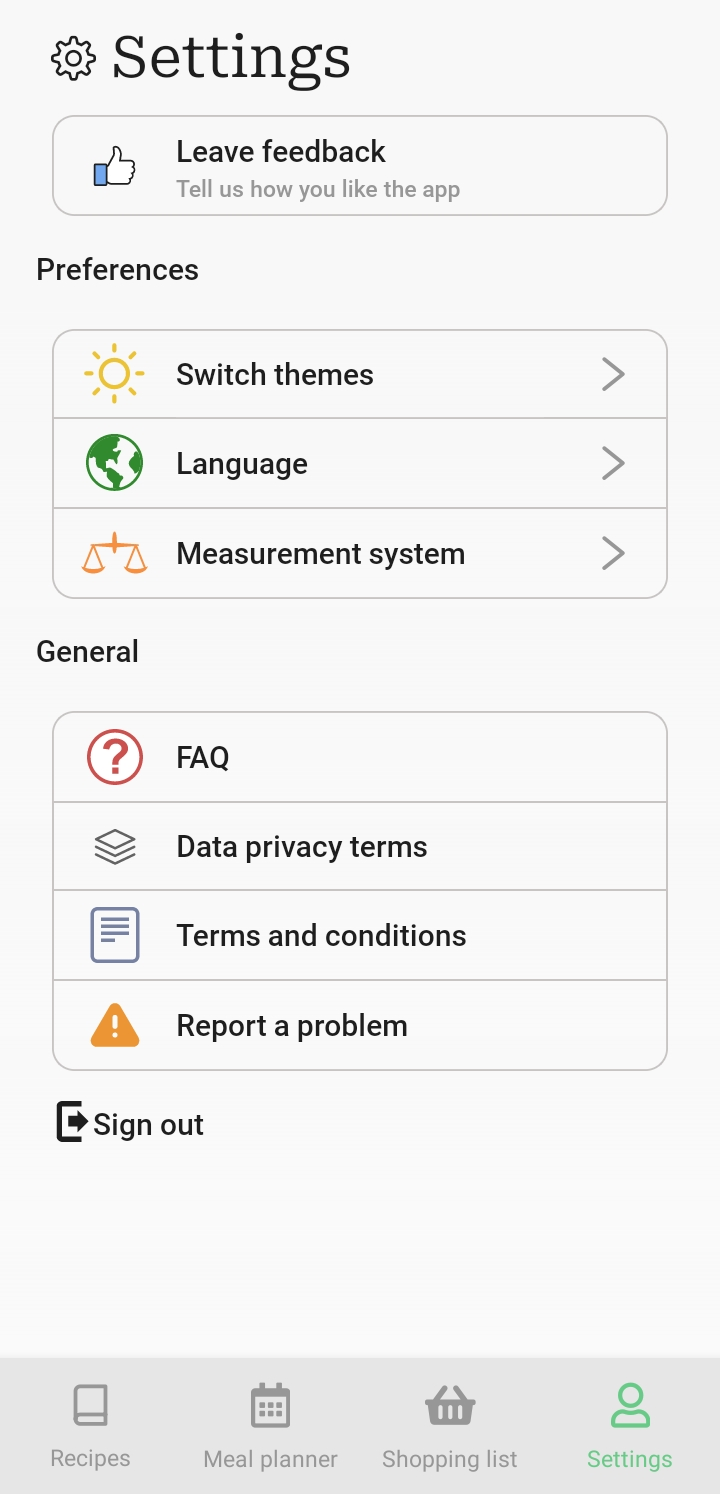 Settings
Leave feedback
Tell us how you like the app
Preferences
Switch themes
Language
Measurement system
General
FAQ
Data privacy terms
Terms and conditions
Report a problem
Sign out
Recipes
Meal planner
Shopping list
Settings